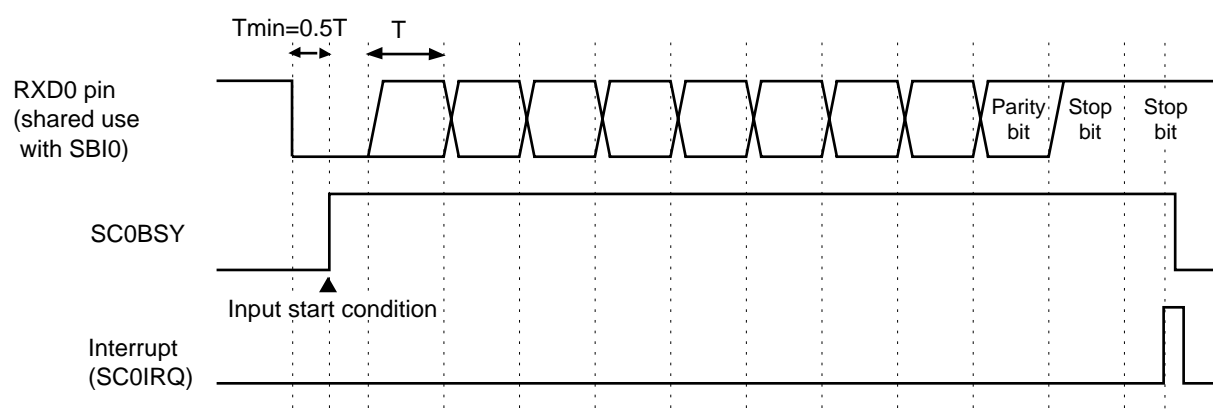 Tmin=0.5T
T
RXD0 pin
(shared use
with SBI0)
Parity
bit
Stop
bit
Stop
bit
SC0BSY
Input start condition
Interrupt
(SC0IRQ)